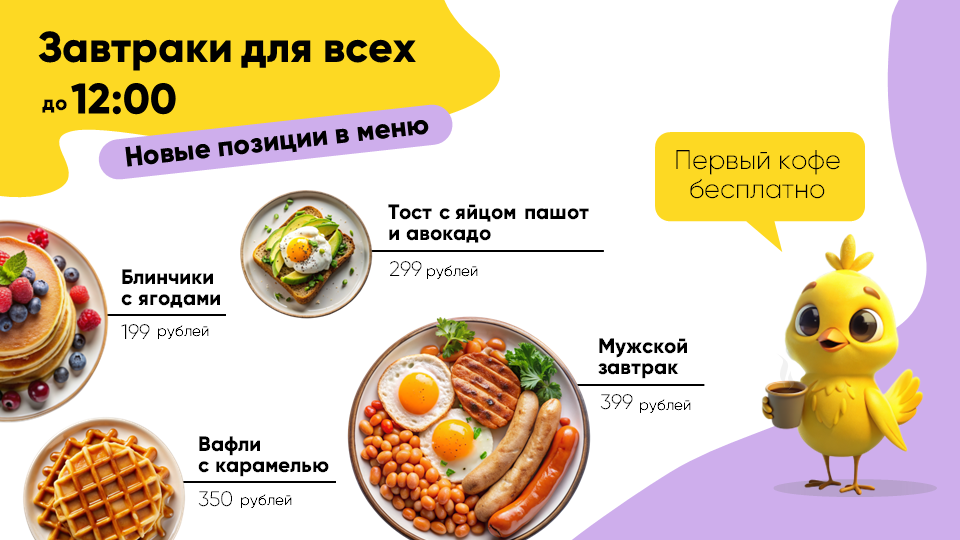 Завтраки для всех
до 12:00
Новые позиции в меню
Первый кофе
бесплатно
Тост с яйцом пашот
и авокадо
299 рублей
Блинчики
с ягодами
199 рублей
Мужской
завтрак
399 рублей
Вафли
с карамелью
350 рублей